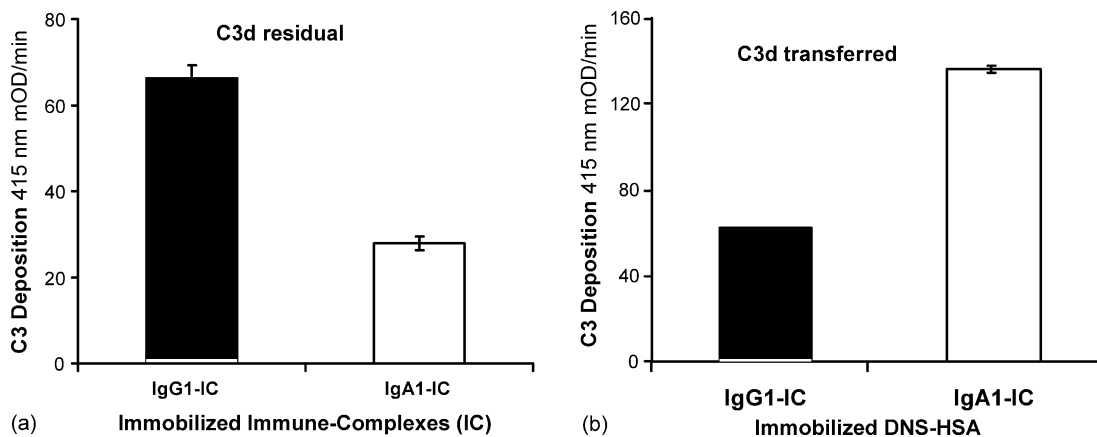 C3d residual
C3 Deposition 415 nm mOD/min
80
60
40
20
0
IgG1-IC
IgA1-IC
(a)
Immobilized Immune-Complexes (IC)
C3d transferred
C3 Deposition 415 nm mOD/min
160
120
80
40
0
IgG1-IC
IgA1-IC
(b)
Immobilized DNS-HSA